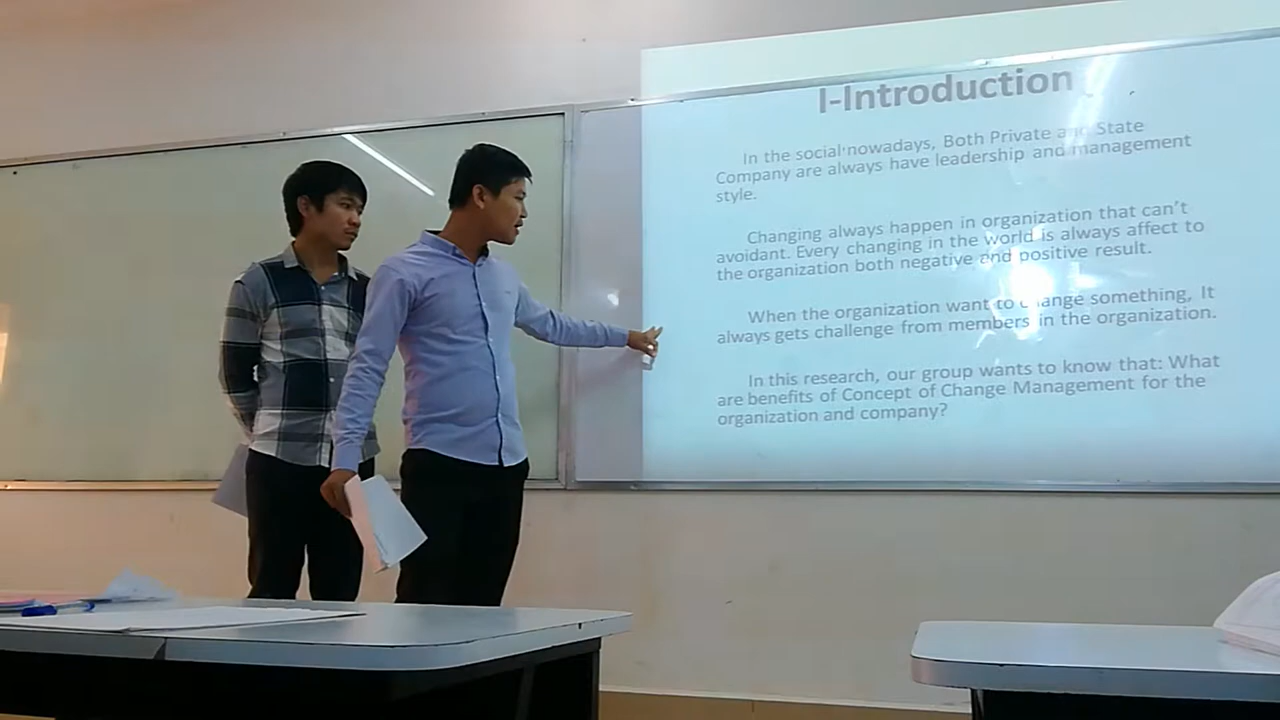 I-Introduction
In the social nowadays, Both Private and State
Company are always have leadership and management
style.
Changing always happen in organization that can't
avoidant. Every changing in the world is always affect to
the organization both negative and positive result.
When the organization want to change something, It
always gets challenge from members in the organization.
In this research, our group wants to know that: What
are benefits of Concept of Change Management for the
organization and company?